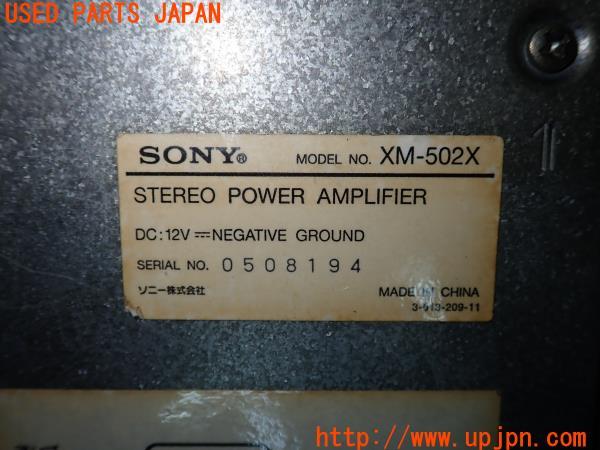 USED PARTS JAPAN
SONY® MODEL NO. XM-502X
STEREO POWER AMPLIFIER
DC:12V⎓NEGATIVE GROUND
SERIAL NO. 0508194
ソニー株式会社 MADE IN CHINA
http://www.upjpn.com/